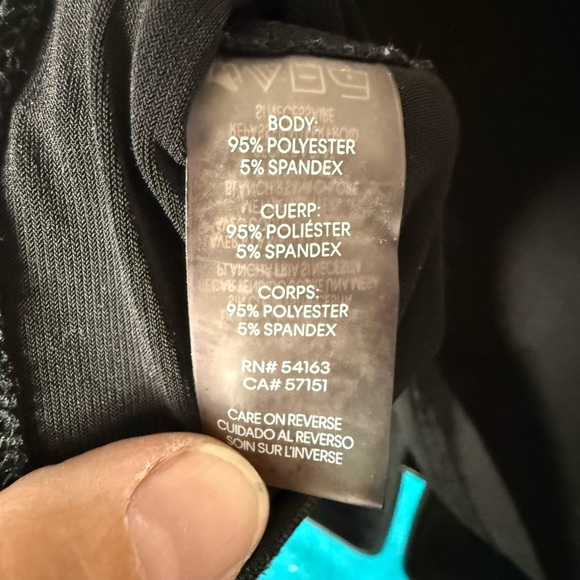 BODY:
95% POLYESTER
5% SPANDEX
CUERP:
95% POLIÉSTER
5% SPANDEX
CORPS:
95% POLYESTER
5% SPANDEX
RN# 54163
CA# 57151
CARE ON REVERSE
CUIDADO AL REVERSO
SOIN SUR L'INVERSE